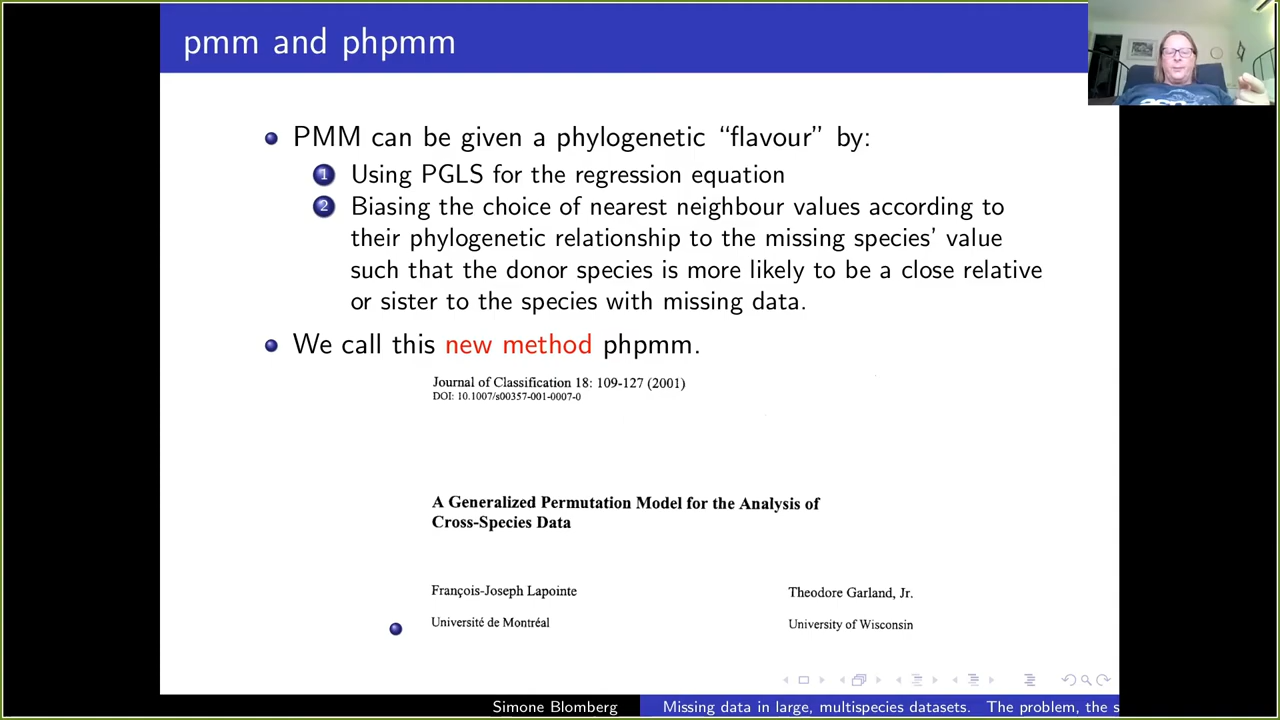 pmm and phpmm
PMM can be given a phylogenetic “flavour” by:
1 Using PGLS for the regression equation
2 Biasing the choice of nearest neighbour values according to
their phylogenetic relationship to the missing species’ value
such that the donor species is more likely to be a close relative
or sister to the species with missing data.
We call this new method phpmm.
Journal of Classification 18: 109-127 (2001)
DOI: 10.1007/s00357-001-0007-0
A Generalized Permutation Model for the Analysis of
Cross-Species Data
François-Joseph Lapointe
Theodore Garland, Jr.
Université de Montréal
University of Wisconsin
Simone Blomberg
Missing data in large, multispecies datasets. The problem, the s